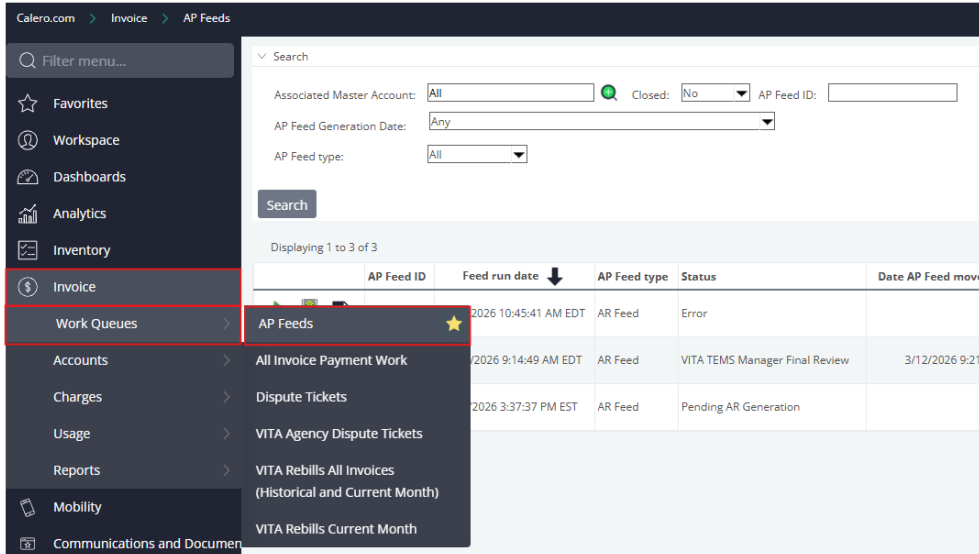 Calero.com > Invoice > AP Feeds
Filter menu...
Favorites
Workspace
Dashboards
Analytics
Inventory
Invoice
Work Queues
Accounts
Charges
Usage
Reports
Mobility
Communications and Documen
AP Feeds
All Invoice Payment Work
Dispute Tickets
VITA Agency Dispute Tickets
VITA Rebills All Invoices
(Historical and Current Month)
VITA Rebills Current Month
Search
Associated Master Account: All Closed: No AP Feed ID:
AP Feed Generation Date: Any
AP Feed type: All
Search
Displaying 1 to 3 of 3
AP Feed ID Feed run date AP Feed type Status Date AP Feed move
2026 10:45:41 AM EDT AR Feed Error
/2026 9:14:49 AM EDT AR Feed VITA TEMS Manager Final Review 3/12/2026 9:21
/2026 3:37:37 PM EST AR Feed Pending AR Generation